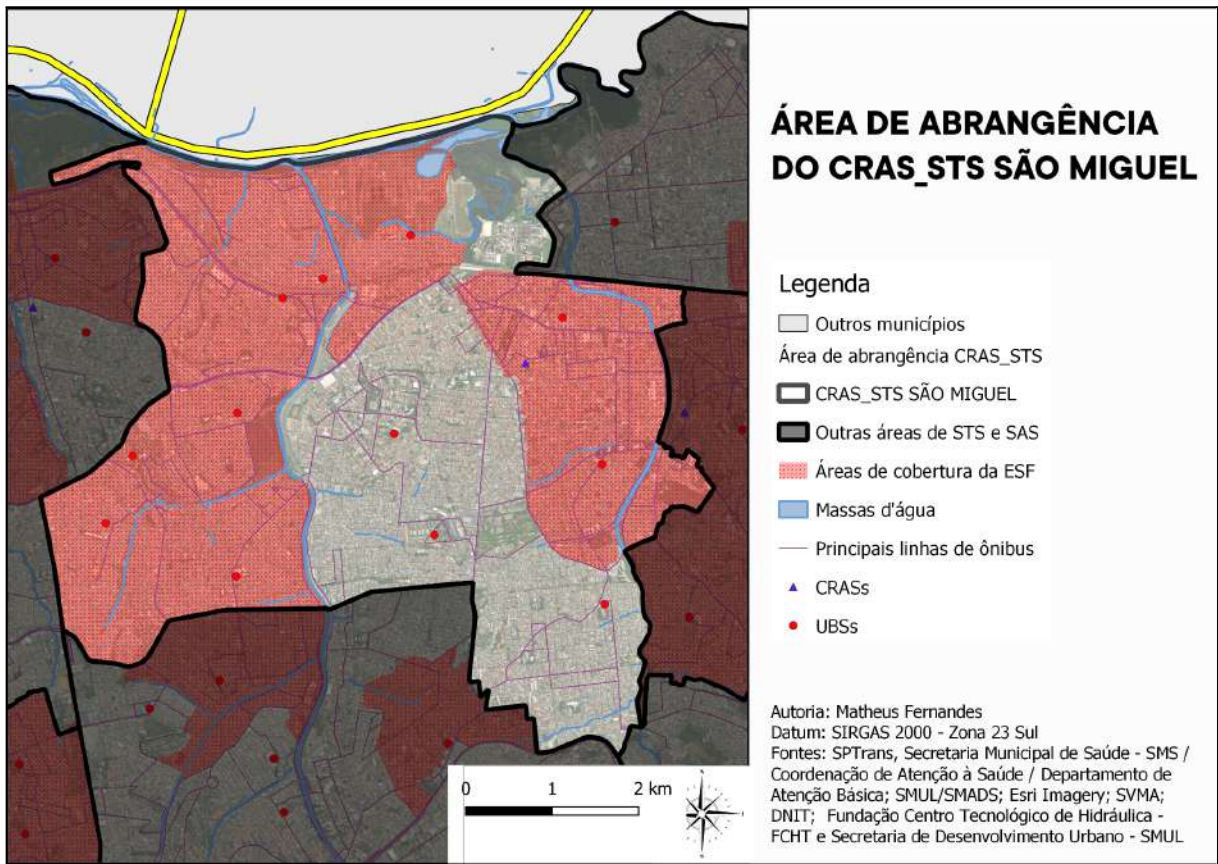 ÁREA DE ABRANGÊNCIA
DO CRAS_STS SÃO MIGUEL
Legenda
Outros municípios
Área de abrangência CRAS_STS
CRAS_STS SÃO MIGUEL
Outras áreas de STS e SAS
Áreas de cobertura da ESF
Massas d'água
Principais linhas de ônibus
CRASs
UBSs
Autoria: Matheus Fernandes
Datum: SIRGAS 2000 - Zona 23 Sul
Fontes: SPTrans, Secretaria Municipal de Saúde - SMS /
Coordenação de Atenção à Saúde / Departamento de
Atenção Básica; SMUL/SMADS; Esri Imagery; SVMA;
DNIT; Fundação Centro Tecnológico de Hidráulica -
FCHT e Secretaria de Desenvolvimento Urbano - SMUL
0 1 2 km